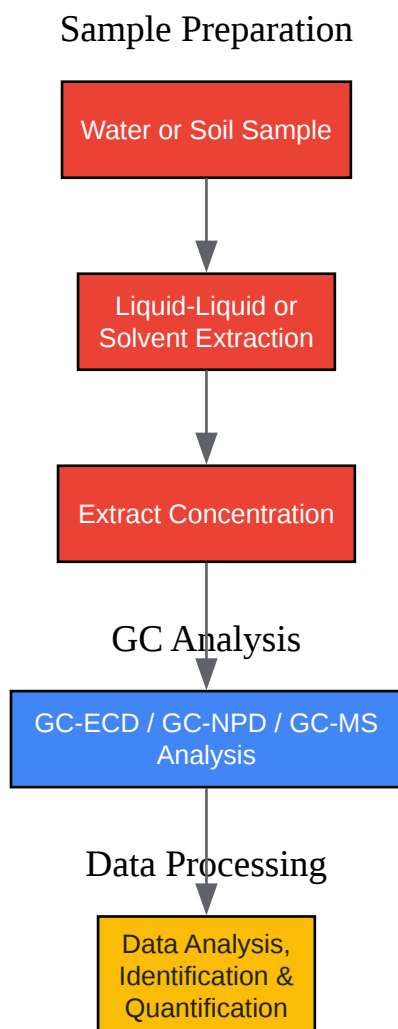 Sample Preparation
Water or Soil Sample
Liquid-Liquid or
Solvent Extraction
Extract Concentration
GC Analysis
GC-ECD / GC-NPD / GC-MS
Analysis
Data Processing
Data Analysis,
Identification &
Quantification